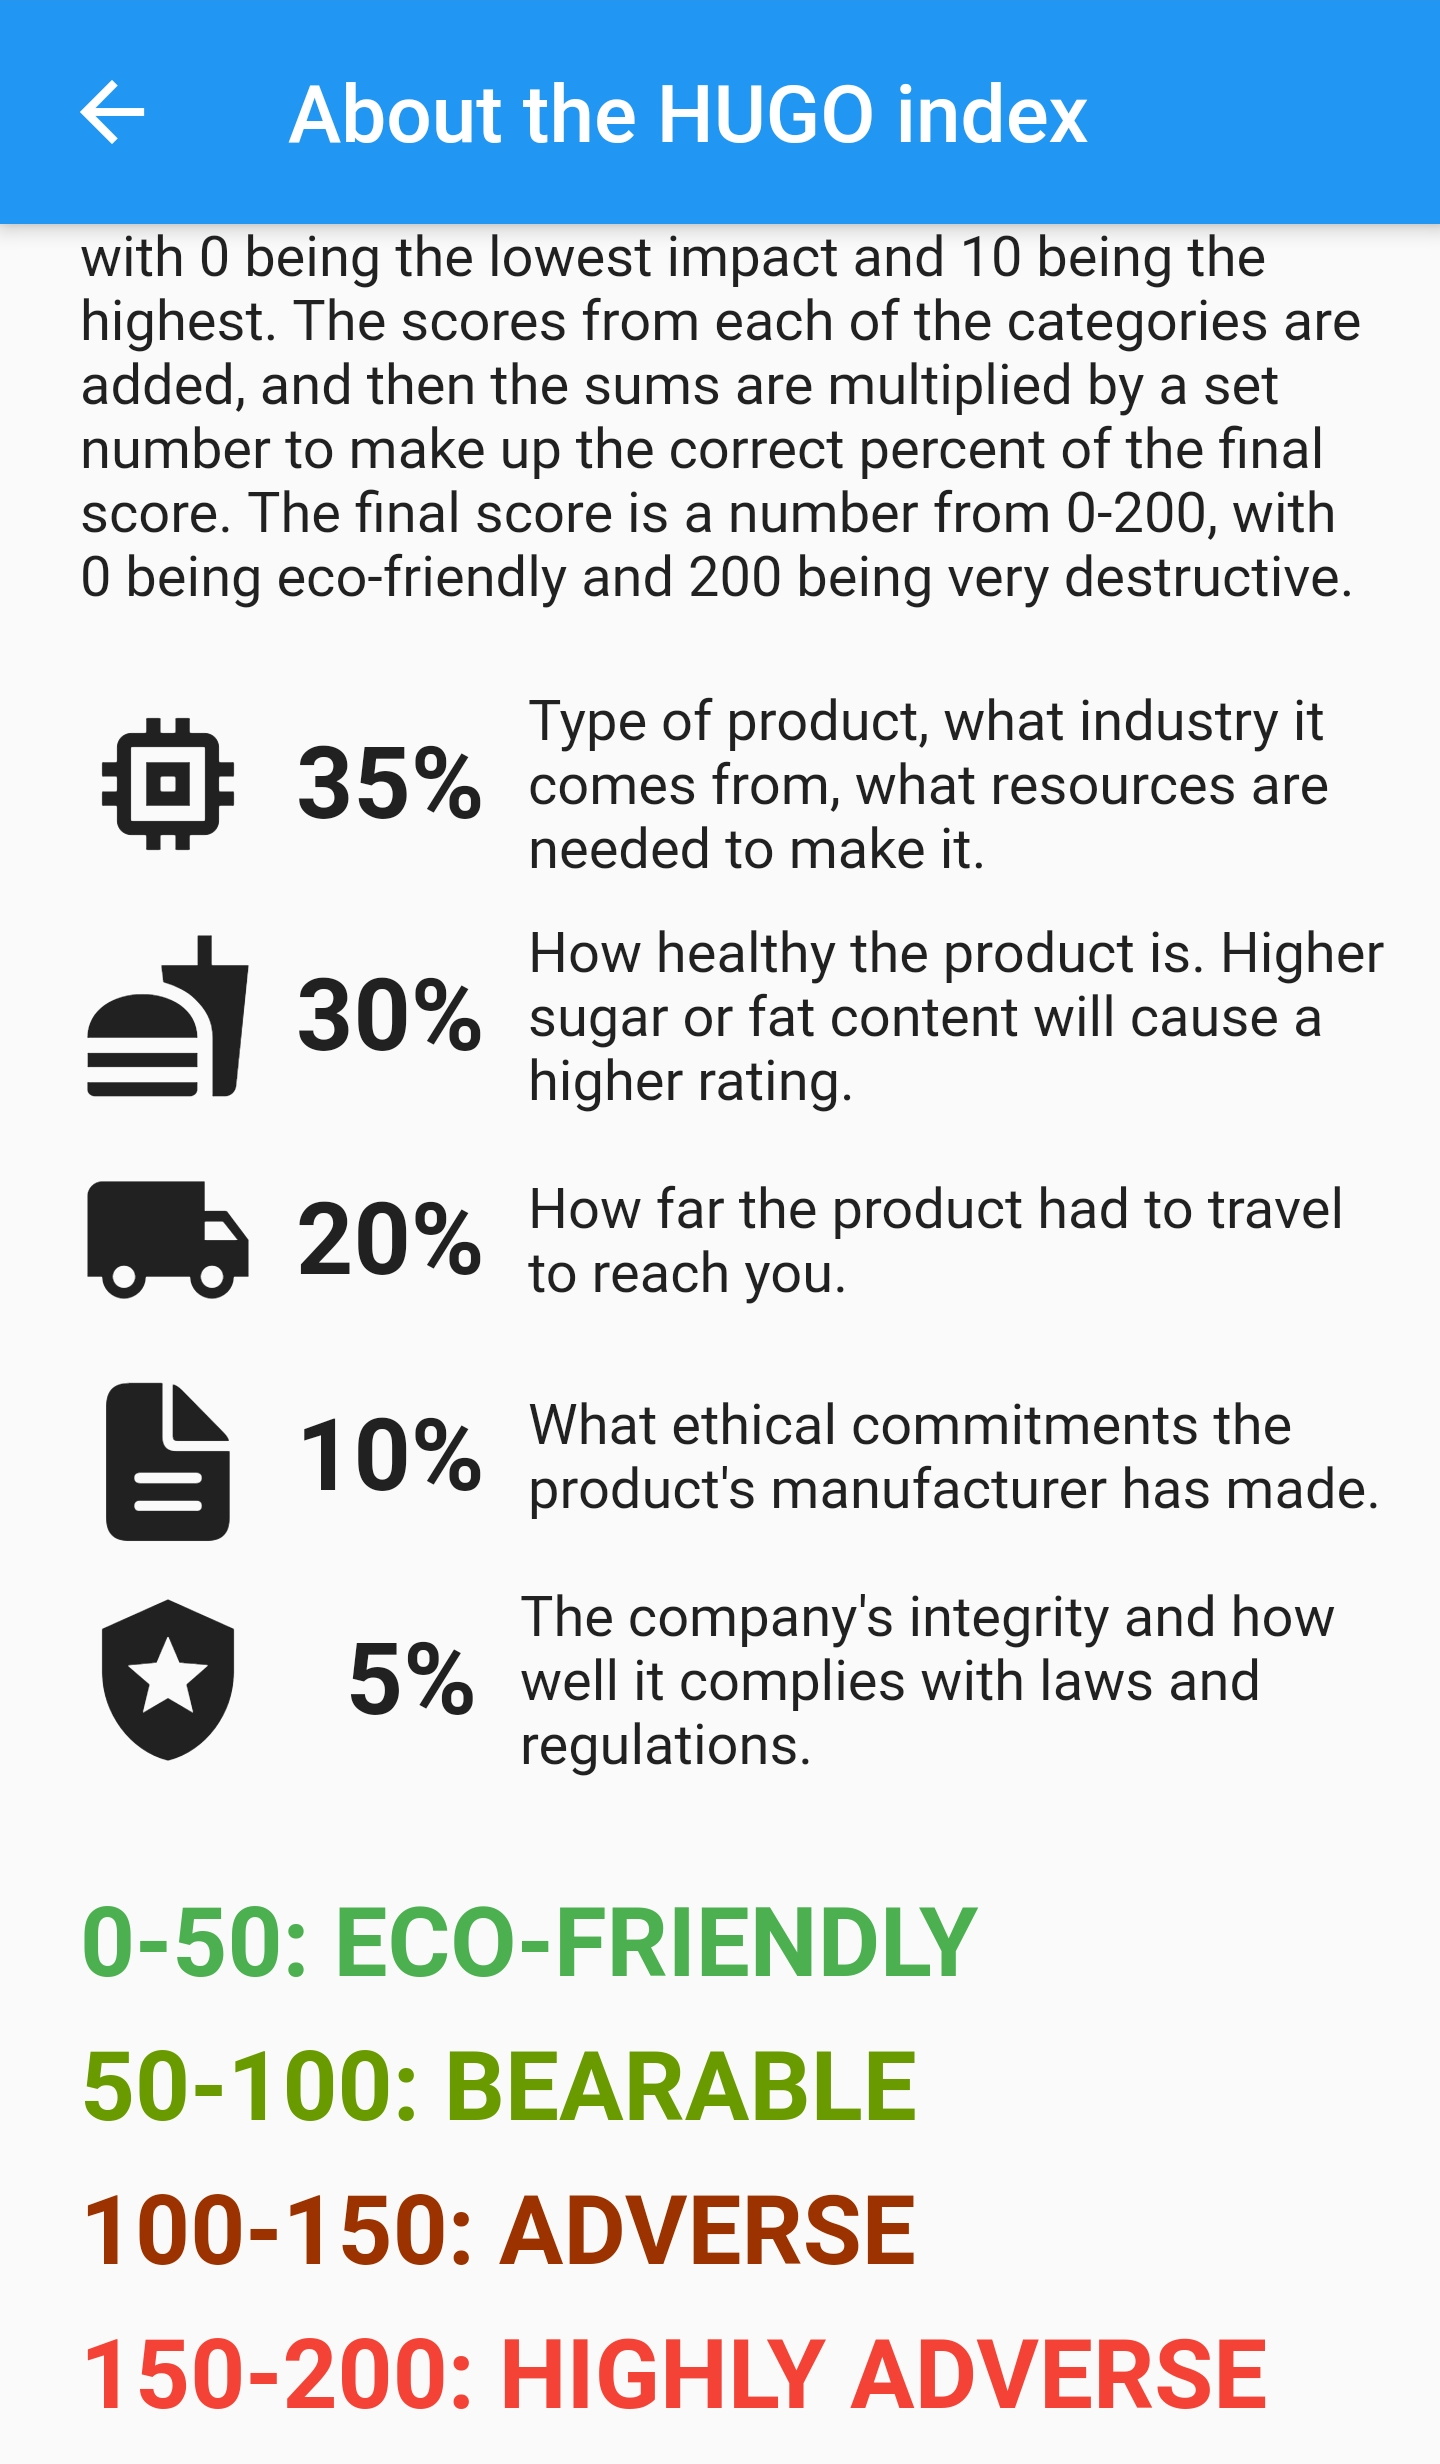 About the HUGO index
with 0 being the lowest impact and 10 being the
highest. The scores from each of the categories are
added, and then the sums are multiplied by a set
number to make up the correct percent of the final
score. The final score is a number from 0-200, with
0 being eco-friendly and 200 being very destructive.
35%
Type of product, what industry it
comes from, what resources are
needed to make it.
30%
How healthy the product is. Higher
sugar or fat content will cause a
higher rating.
20%
How far the product had to travel
to reach you.
10%
What ethical commitments the
product's manufacturer has made.
5%
The company's integrity and how
well it complies with laws and
regulations.
0-50: ECO-FRIENDLY
50-100: BEARABLE
100-150: ADVERSE
150-200: HIGHLY ADVERSE